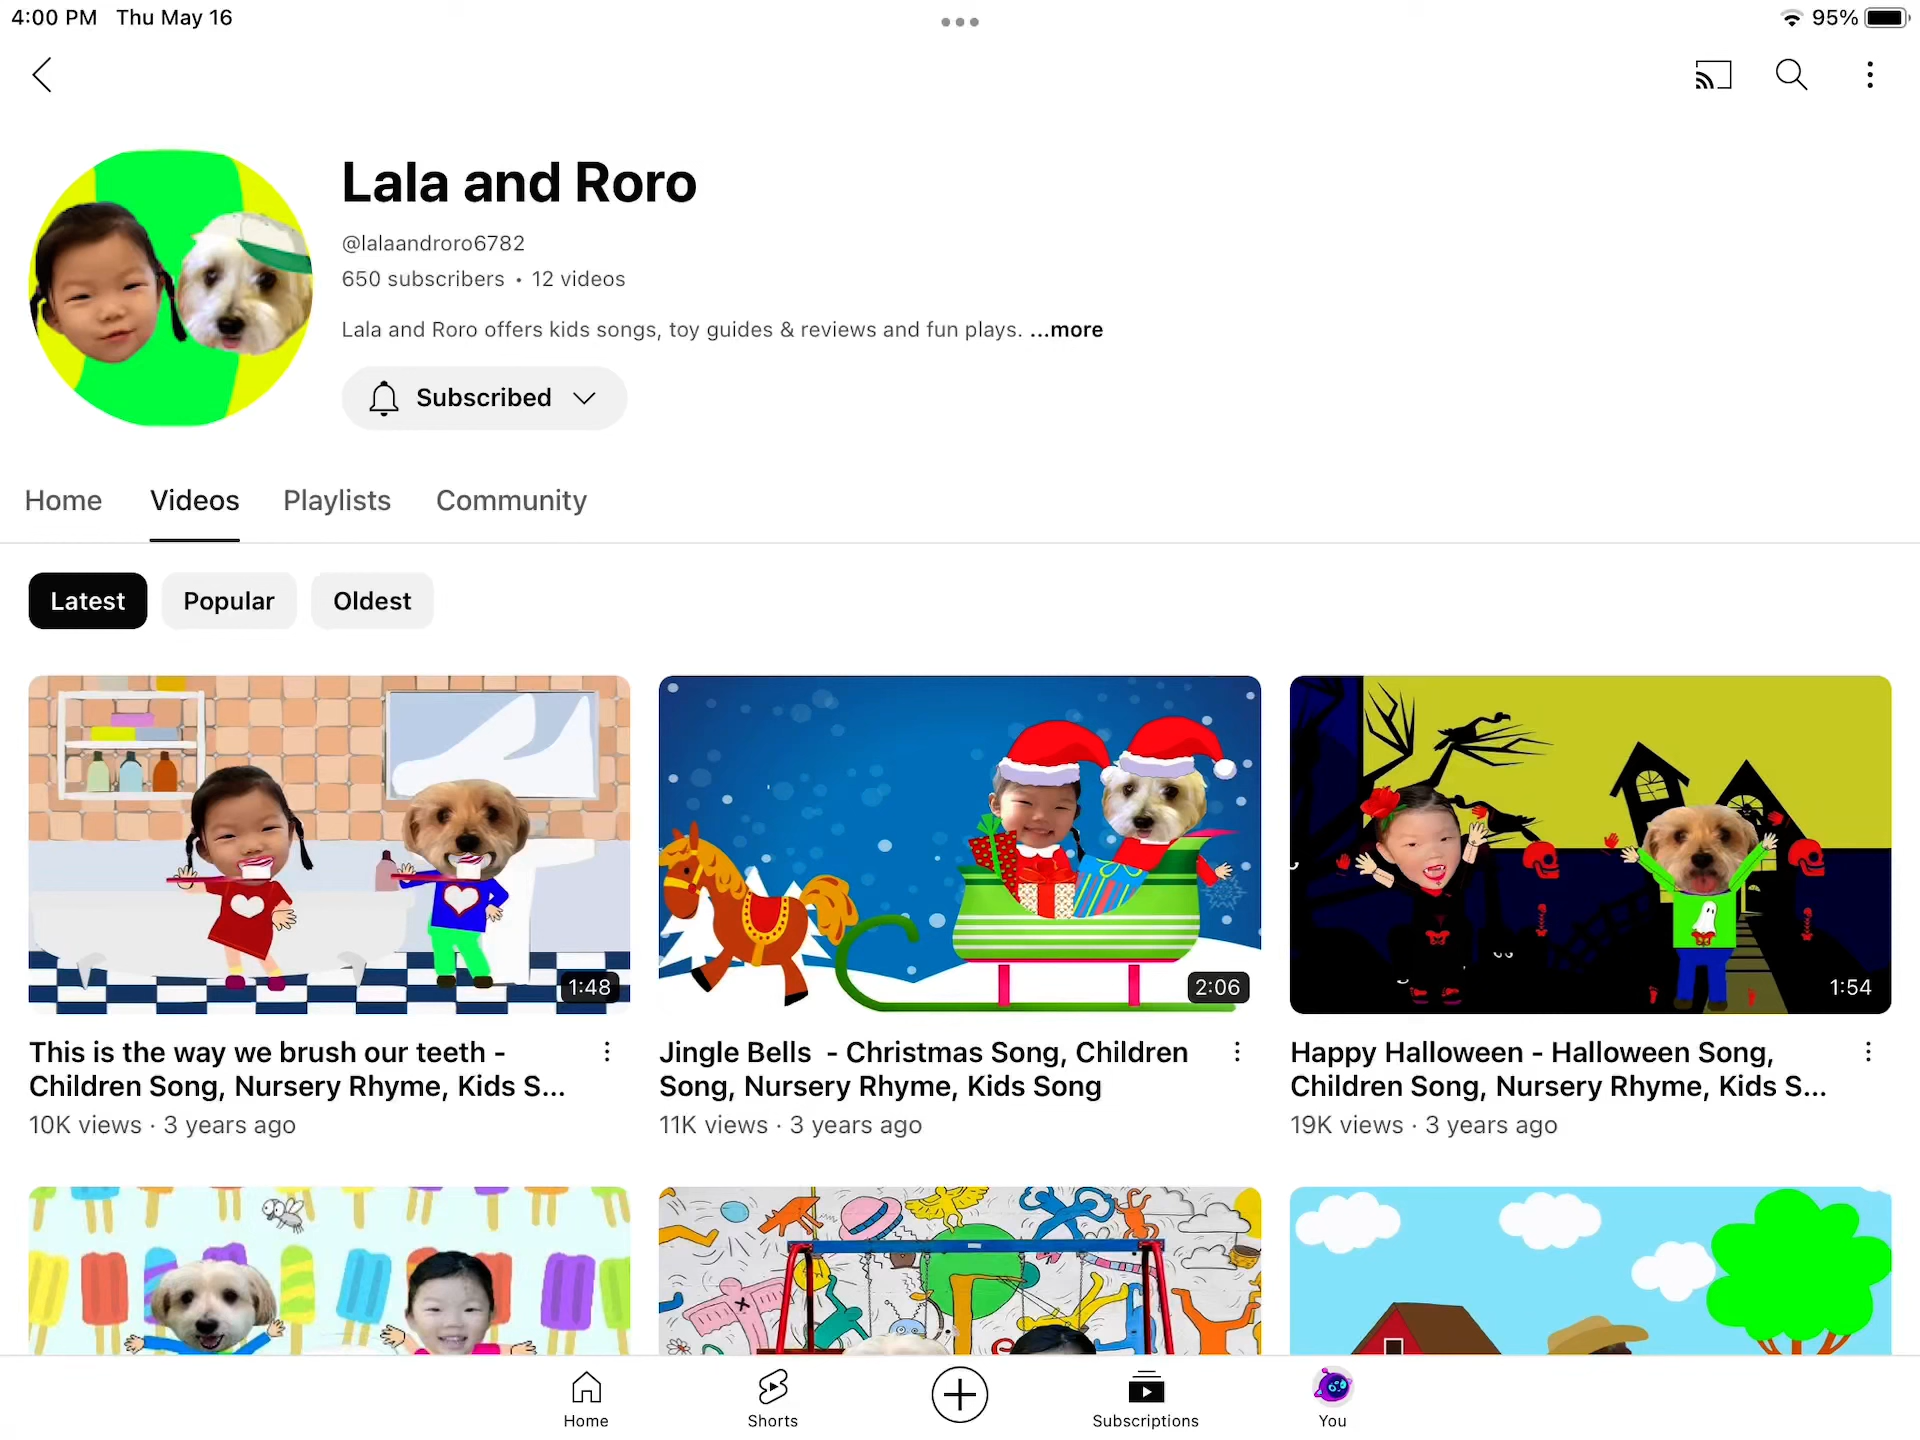 4:00 PM Thu May 16
95%
Lala and Roro
@lalaandroro6782
650 subscribers • 12 videos
Lala and Roro offers kids songs, toy guides & reviews and fun plays. ...more
Subscribed
Home Videos Playlists Community
Latest Popular Oldest
1:48
2:06
1:54
This is the way we brush our teeth -
Children Song, Nursery Rhyme, Kids S...
10K views · 3 years ago
Jingle Bells - Christmas Song, Children
Song, Nursery Rhyme, Kids Song
11K views · 3 years ago
Happy Halloween - Halloween Song,
Children Song, Nursery Rhyme, Kids S...
19K views · 3 years ago
Home
Shorts
Subscriptions
You